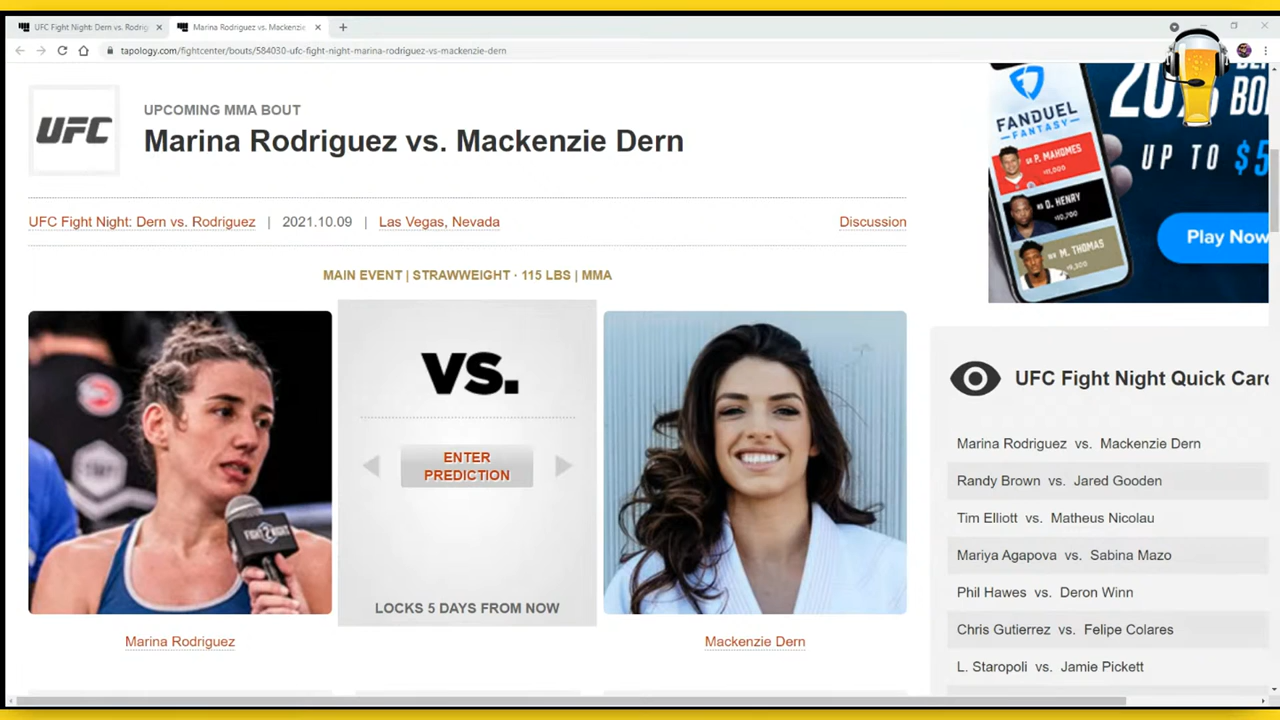 UFC Fight Night: Dern vs. Rodrig
Marina Rodriguez vs. Mackenzie
tapology.com/fightcenter/bouts/584030-ufc-fight-night-marina-rodriguez-vs-mackenzie-dern
UFC
UPCOMING MMA BOUT
Marina Rodriguez vs. Mackenzie Dern
UFC Fight Night: Dern vs. Rodriguez | 2021.10.09 | Las Vegas, Nevada
Discussion
MAIN EVENT | STRAWWEIGHT · 115 LBS | MMA
VS.
ENTER
PREDICTION
LOCKS 5 DAYS FROM NOW
FIGHT NIGHT
Marina Rodriguez
Mackenzie Dern
FANDUEL
FANTASY
P. MAHOMES
D. HENRY
M. THOMAS
20%
BO
UP TO $5
Play Now
UFC Fight Night Quick Card
Marina Rodriguez vs. Mackenzie Dern
Randy Brown vs. Jared Gooden
Tim Elliott vs. Matheus Nicolau
Mariya Agapova vs. Sabina Mazo
Phil Hawes vs. Deron Winn
Chris Gutierrez vs. Felipe Colares
L. Staropoli vs. Jamie Pickett